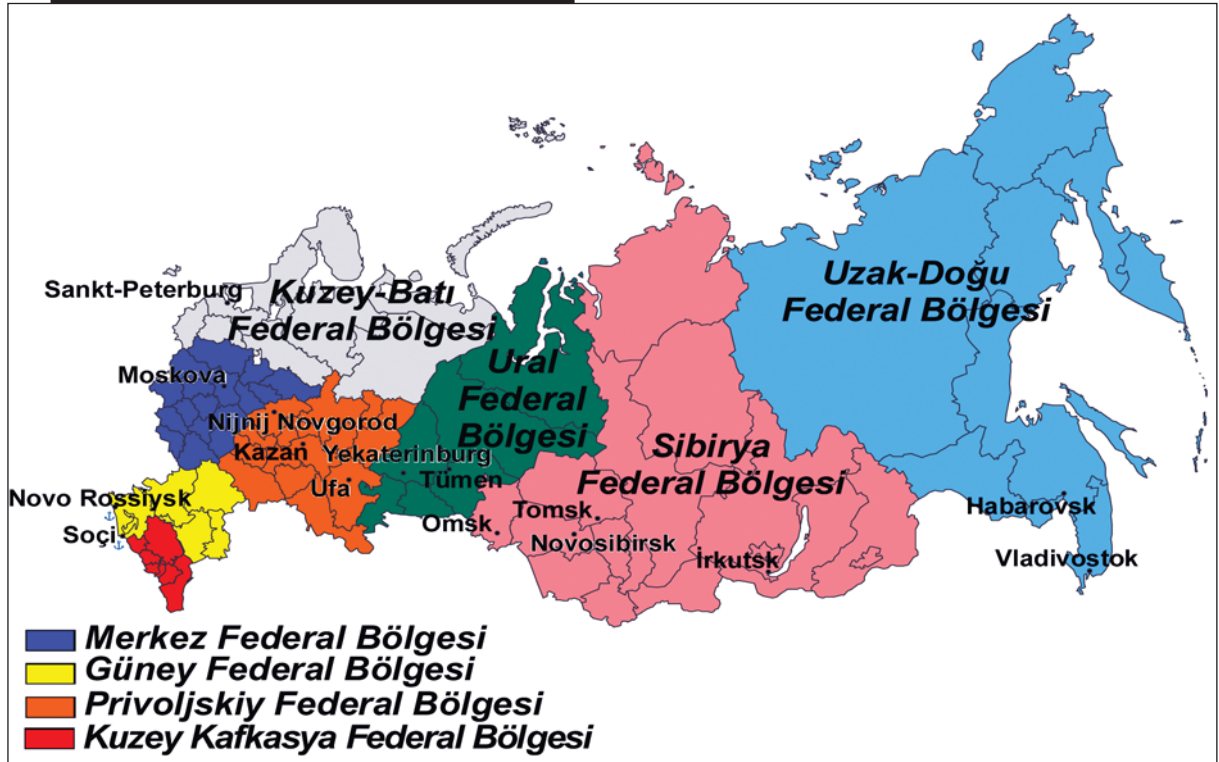 Sankt-Peterburg
Kuzey-Batı
Federal Bölgesi
Uzak-Doğu
Federal Bölgesi
Moskova
Ural
Federal
Bölgesi
Nijnij Novgorod
Kazan
Yekaterinburg
Sibirya
Federal Bölgesi
Ufa
Tümen
Novo Rossiysk
Omsk
Tomsk
Habarovsk
Soçi
Novosibirsk
İrkutsk
Vladivostok
Merkez Federal Bölgesi
Güney Federal Bölgesi
Privoljskiy Federal Bölgesi
Kuzey Kafkasya Federal Bölgesi